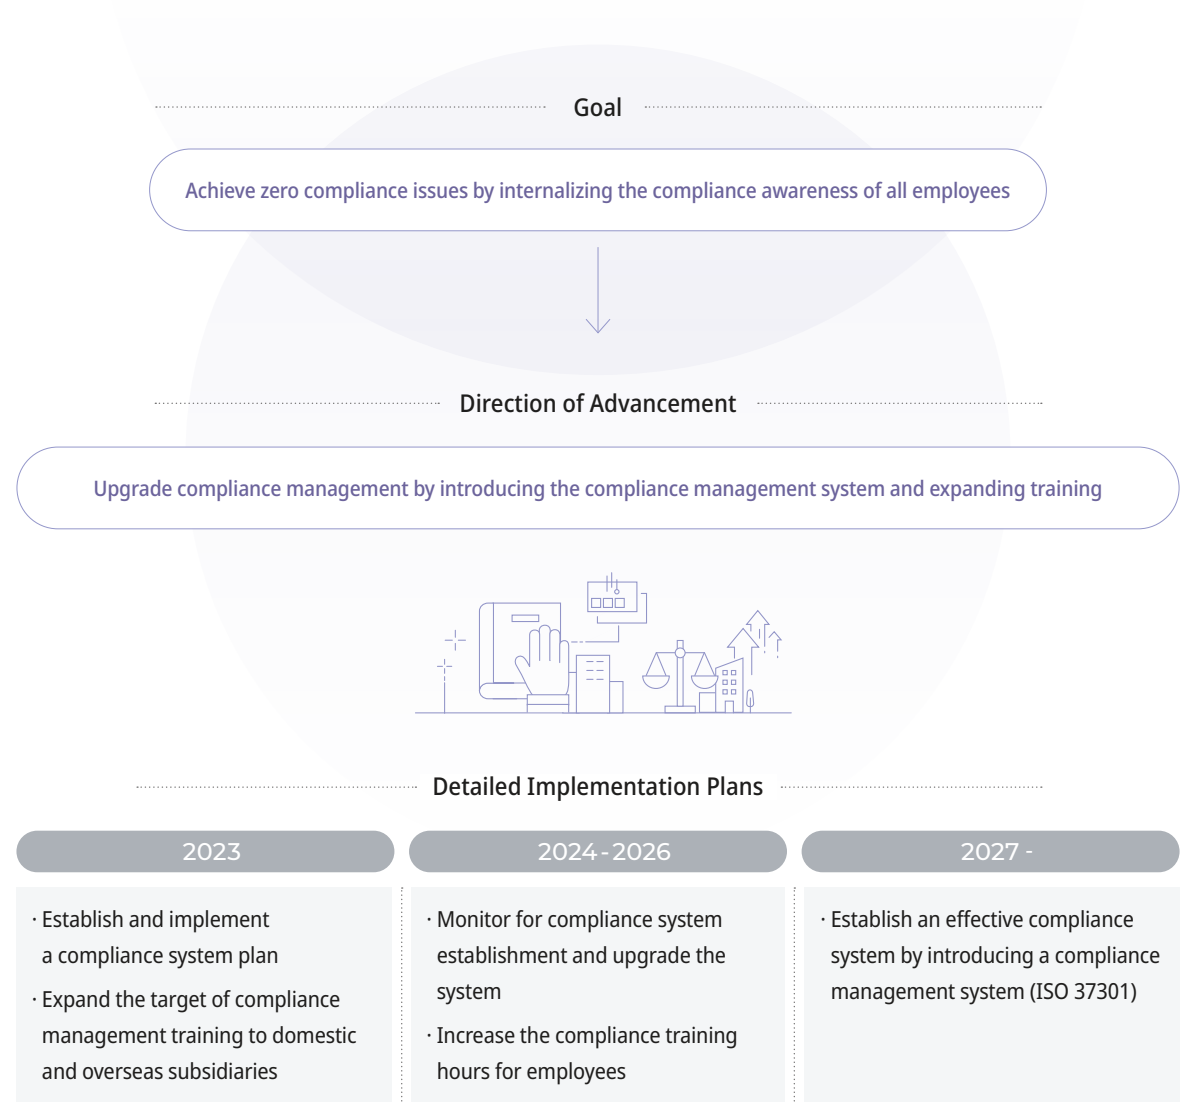 Goal
Achieve zero compliance issues by internalizing the compliance awareness of all employees
Direction of Advancement
Upgrade compliance management by introducing the compliance management system and expanding training
Detailed Implementation Plans
2023
· Establish and implement
a compliance system plan
· Expand the target of compliance
management training to domestic
and overseas subsidiaries
2024-2026
· Monitor for compliance system
establishment and upgrade the
system
· Increase the compliance training
hours for employees
2027 -
· Establish an effective compliance
system by introducing a compliance
management system (ISO 37301)